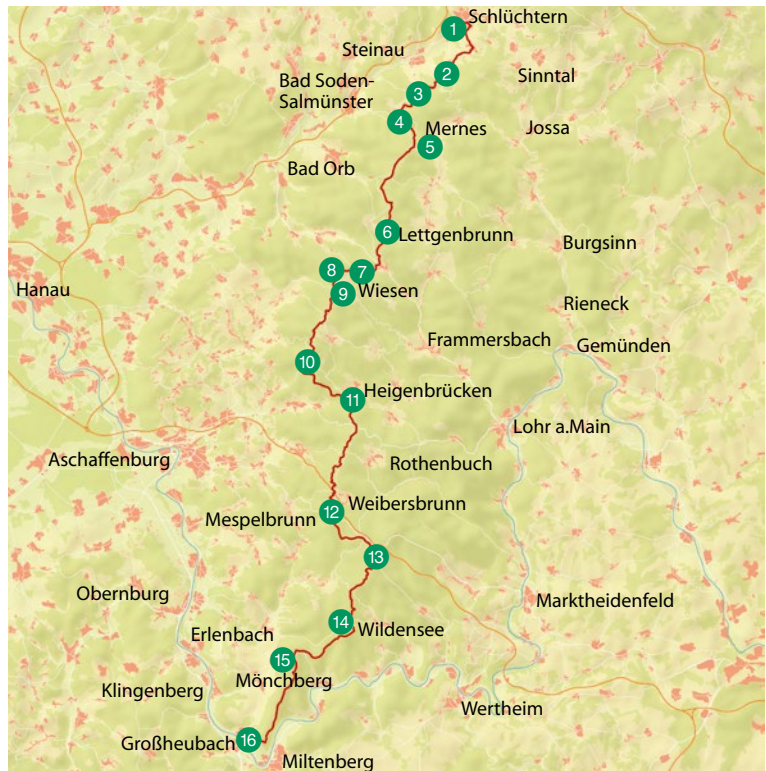 Schlüchtern
1
Steinau
2
Sinntal
Bad Soden-
Salmünster
3
4
Mernes
Jossa
5
Bad Orb
6
Lettgenbrunn
Burgsinn
8
7
Hanau
9
Wiesen
Rieneck
Frammersbach
Gemünden
10
Heigenbrücken
11
Lohr a.Main
Aschaffenburg
Rothenbuch
Weibersbrunn
12
Mespelbrunn
13
Obernburg
Marktheidenfeld
14
Wildensee
Erlenbach
15
Mönchberg
Klingenberg
Wertheim
16
Großheubach
Miltenberg